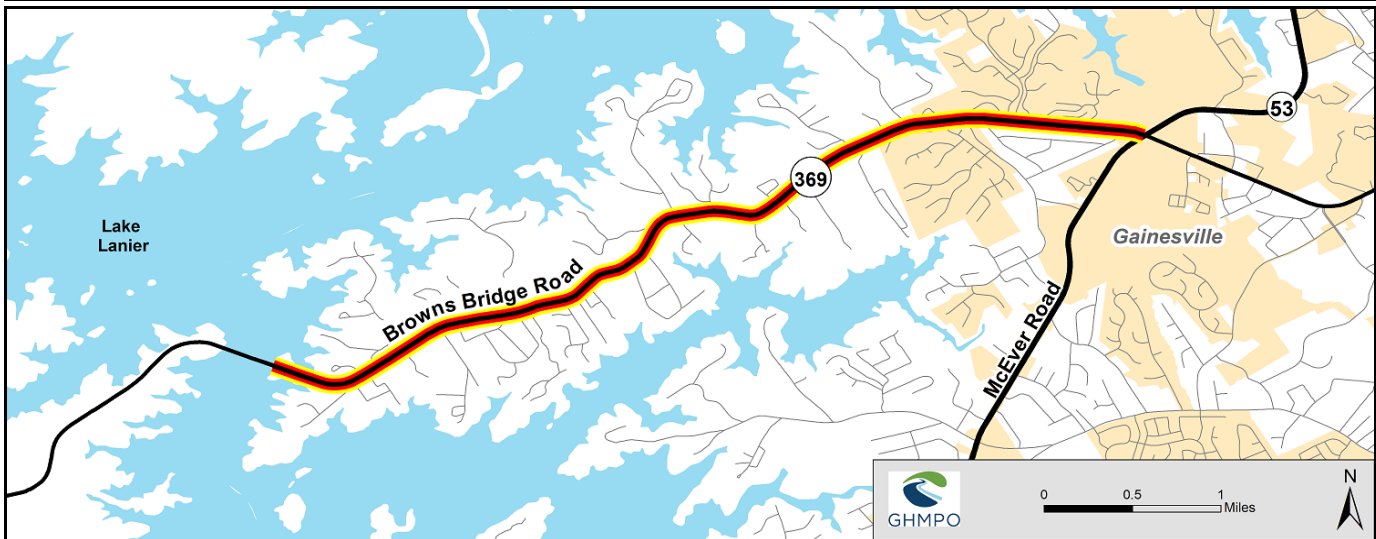 53
369
Lake
Lanier
Gainesville
Browns Bridge Road
McEver Road
N
0 0.5 1
Miles
GHMPO